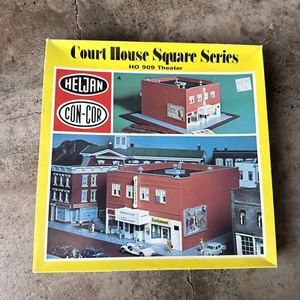 Court House Square Series
HO 909 Theater
HELJAN
CON-COR
A